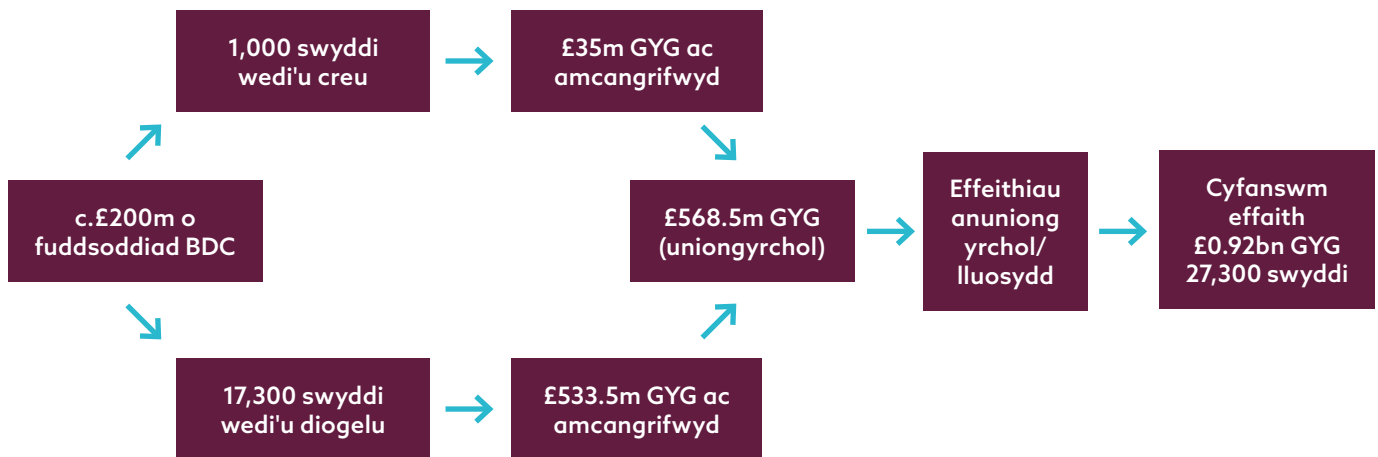 1,000 swyddi
wedi'u creu
£35m GYG ac
amcangrifwyd
c.£200m o
fuddsoddiad BDC
£568.5m GYG
(uniongyrchol)
Effeithiau
anuniong
yrchol/
lluosydd
Cyfanswm
effaith
£0.92bn GYG
27,300 swyddi
17,300 swyddi
wedi'u diogelu
£533.5m GYG ac
amcangrifwyd